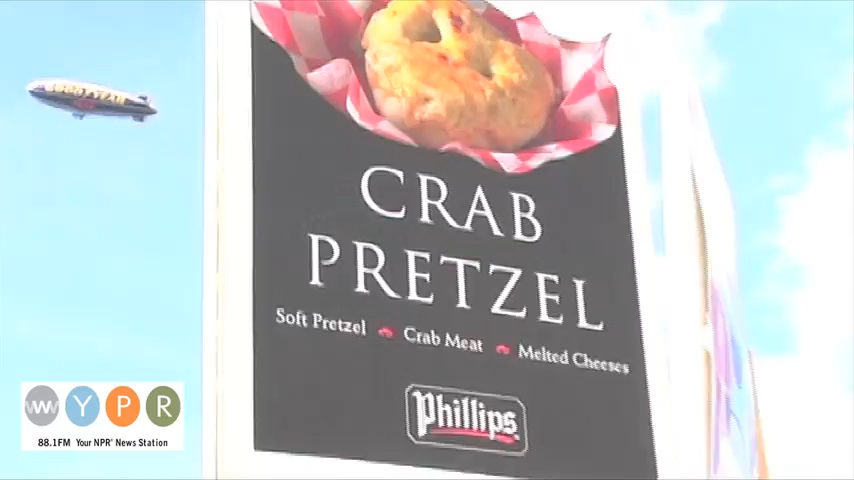 GOODYEAR
CRAB
PRETZEL
Soft Pretzel Crab Meat Melted Cheeses
Phillips
WYPR
88.1FM Your NPR® News Station